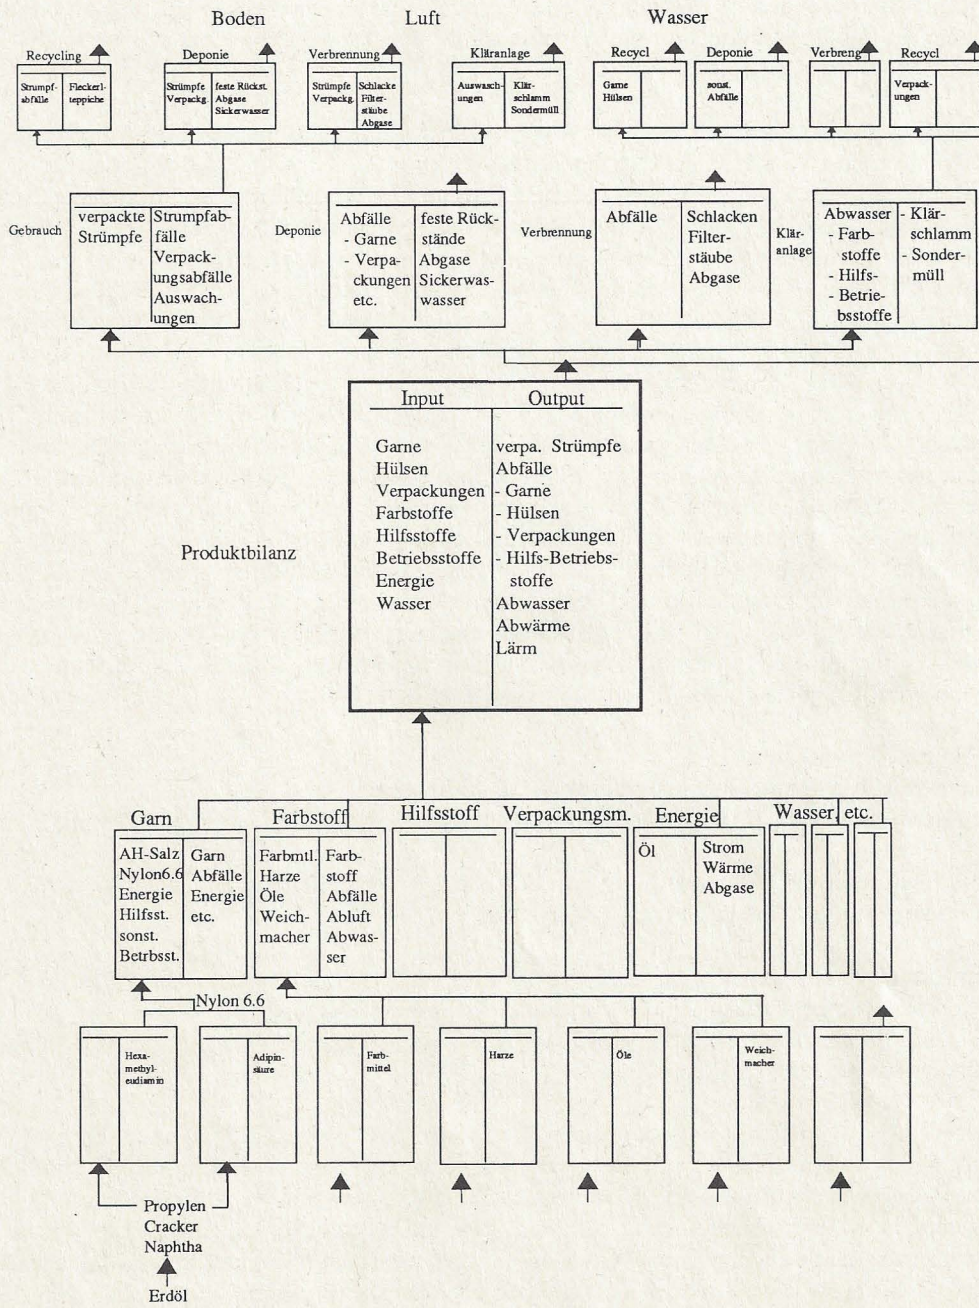 Boden
Luft
Wasser
Recycling
Strumpf-
abfälle
Fleckerl-
teppiche
Deponie
Strümpfe
Verpackg.
feste Rückst.
Abgase
Sickerwasser
Verbrennung
Strümpfe
Verpackg.
Schlacke
Filter-
stäube
Abgase
Kläranlage
Auswasch-
ungen
Klär-
schlamm
Sondermüll
Recycl
Garne
Hülsen
Deponie
sonst.
Abfälle
Verbreng
Recycl
Verpack-
ungen
Gebrauch
verpackte
Strümpfe
Strumpfab-
fälle
Verpack-
ungsabfälle
Auswach-
ungen
Deponie
Abfälle
- Garne
- Verpa-
ckungen
etc.
feste Rück-
stände
Abgase
Sickerwas-
wasser
Verbrennung
Abfälle
Schlacken
Filter-
stäube
Abgase
Klär-
anlage
Abwasser
- Farb-
stoffe
- Hilfs-
- Betrie-
bsstoffe
- Klär-
schlamm
- Sonder-
müll
Produktbilanz
Input
Garne
Hülsen
Verpackungen
Farbstoffe
Hilfsstoffe
Betriebsstoffe
Energie
Wasser
Output
verpa. Strümpfe
Abfälle
- Garne
- Hülsen
- Verpackungen
- Hilfs-Betriebs-
stoffe
Abwasser
Abwärme
Lärm
Garn
AH-Salz
Nylon6.6
Energie
Hilfsst.
sonst.
Betrbsst.
Garn
Abfälle
Energie
etc.
Farbstoff
Farbmtl.
Harze
Öle
Weich-
macher
Farb-
stoff
Abfälle
Abluft
Abwas-
ser
Hilfsstoff
Verpackungsm.
Energie
Öl
Strom
Wärme
Abgase
Wasser, etc.
Nylon 6.6
Hexa-
methyl-
eudiamin
Adipin-
säure
Farb-
mittel
Harze
Öle
Weich-
macher
Propylen
Cracker
Naphtha
Erdöl